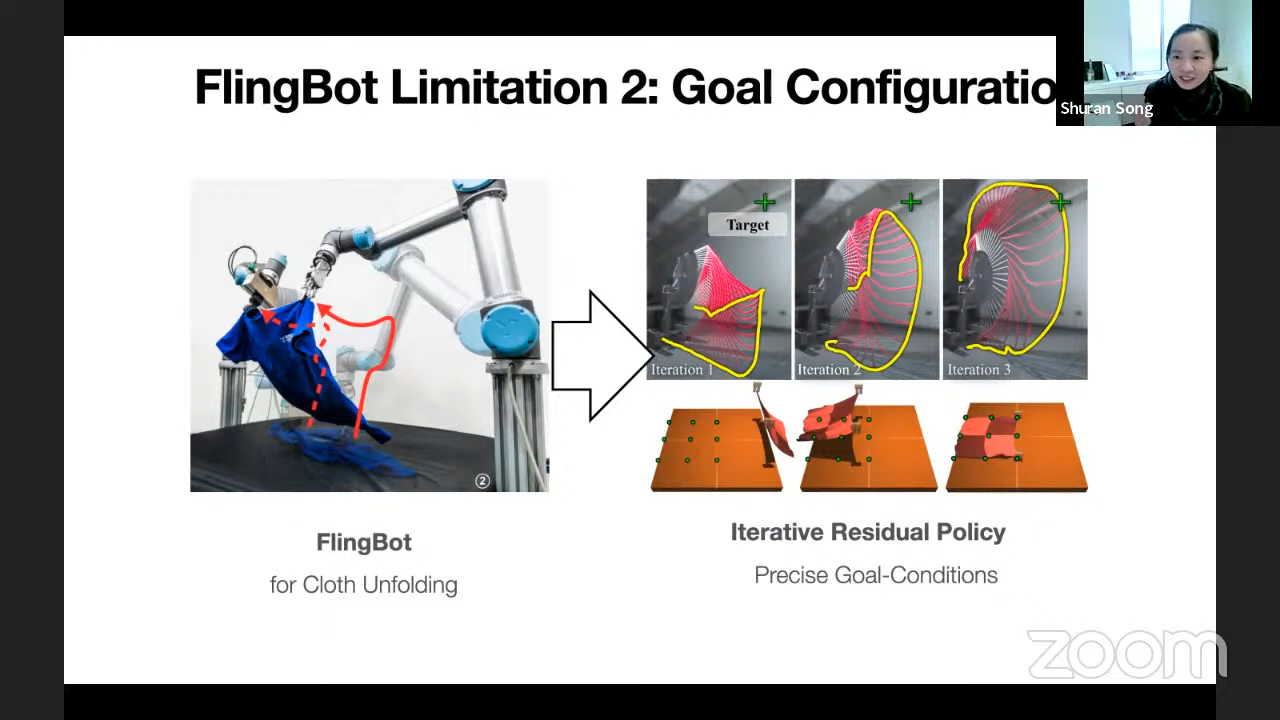 FlingBot Limitation 2: Goal Configuratio
Shuran Song
Target
Iteration 1
Iteration 2
Iteration 3
②
FlingBot
for Cloth Unfolding
Iterative Residual Policy
Precise Goal-Conditions
zoom